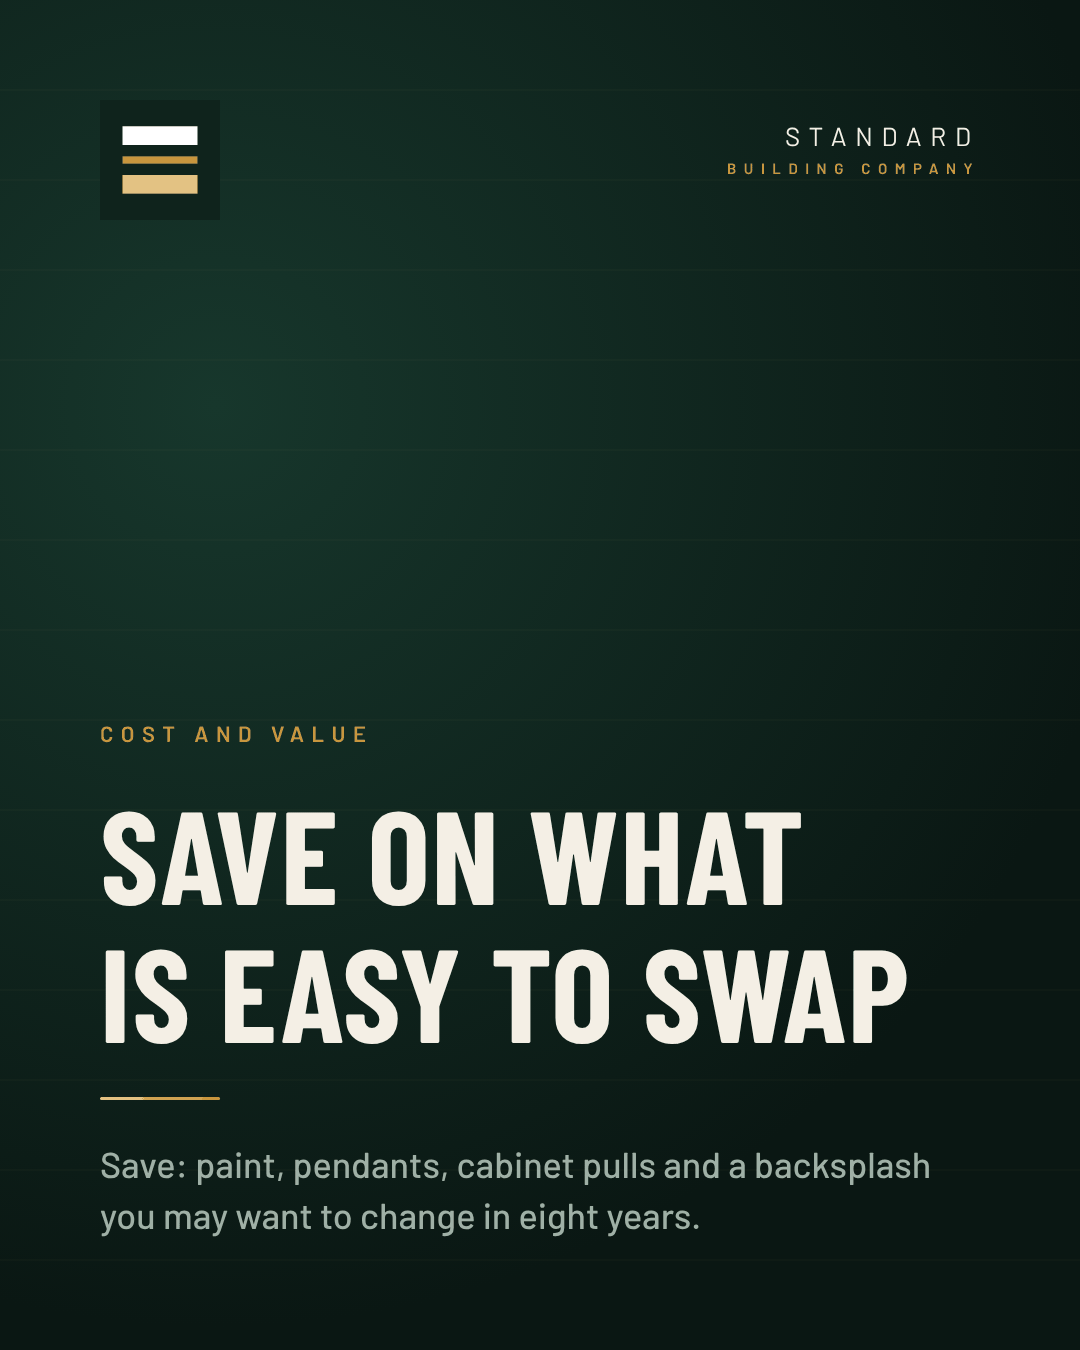 STANDARD
BUILDING COMPANY
COST AND VALUE
SAVE ON WHAT
IS EASY TO SWAP
Save: paint, pendants, cabinet pulls and a backsplash
you may want to change in eight years.